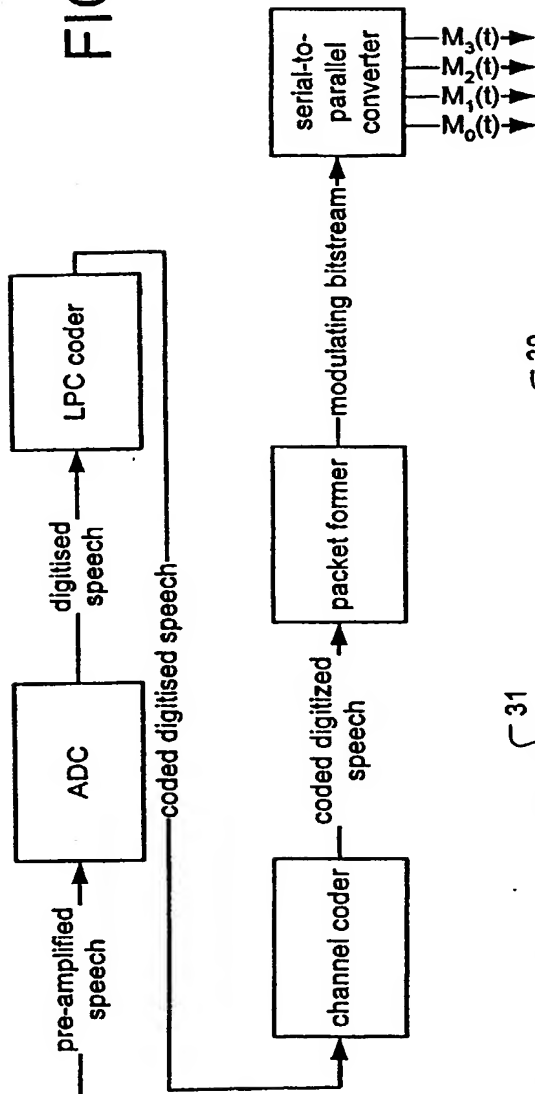 FIG
pre-amplified
speech
ADC
digitised
speech
LPC coder
coded digitised speech
channel coder
coded digitized
speech
packet former
modulating bitstream
serial-to-
parallel
converter
M₃(t)
M₂(t)
M₁(t)
M₀(t)
31